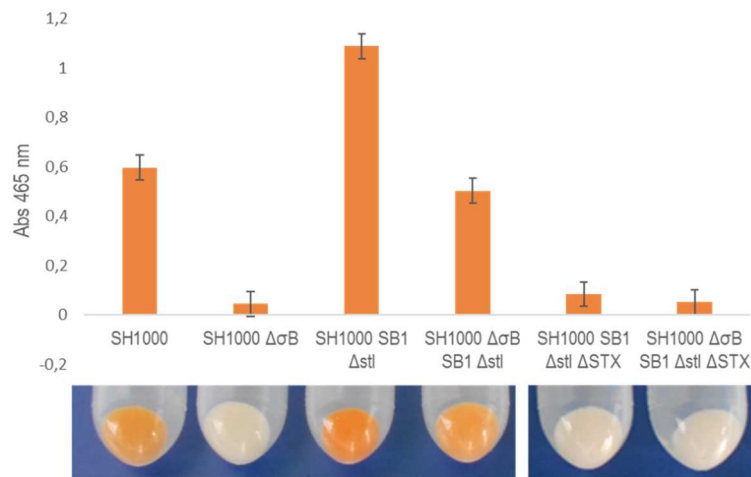 1,2
1
0,8
0,6
0,4
0,2
0
-0,2
Abs 465 nm
SH1000
SH1000 ΔσB
SH1000 SB1
Δstl
SH1000 ΔσB
SB1 Δstl
SH1000 SB1
Δstl ΔSTX
SH1000 ΔσB
SB1 Δstl ΔSTX